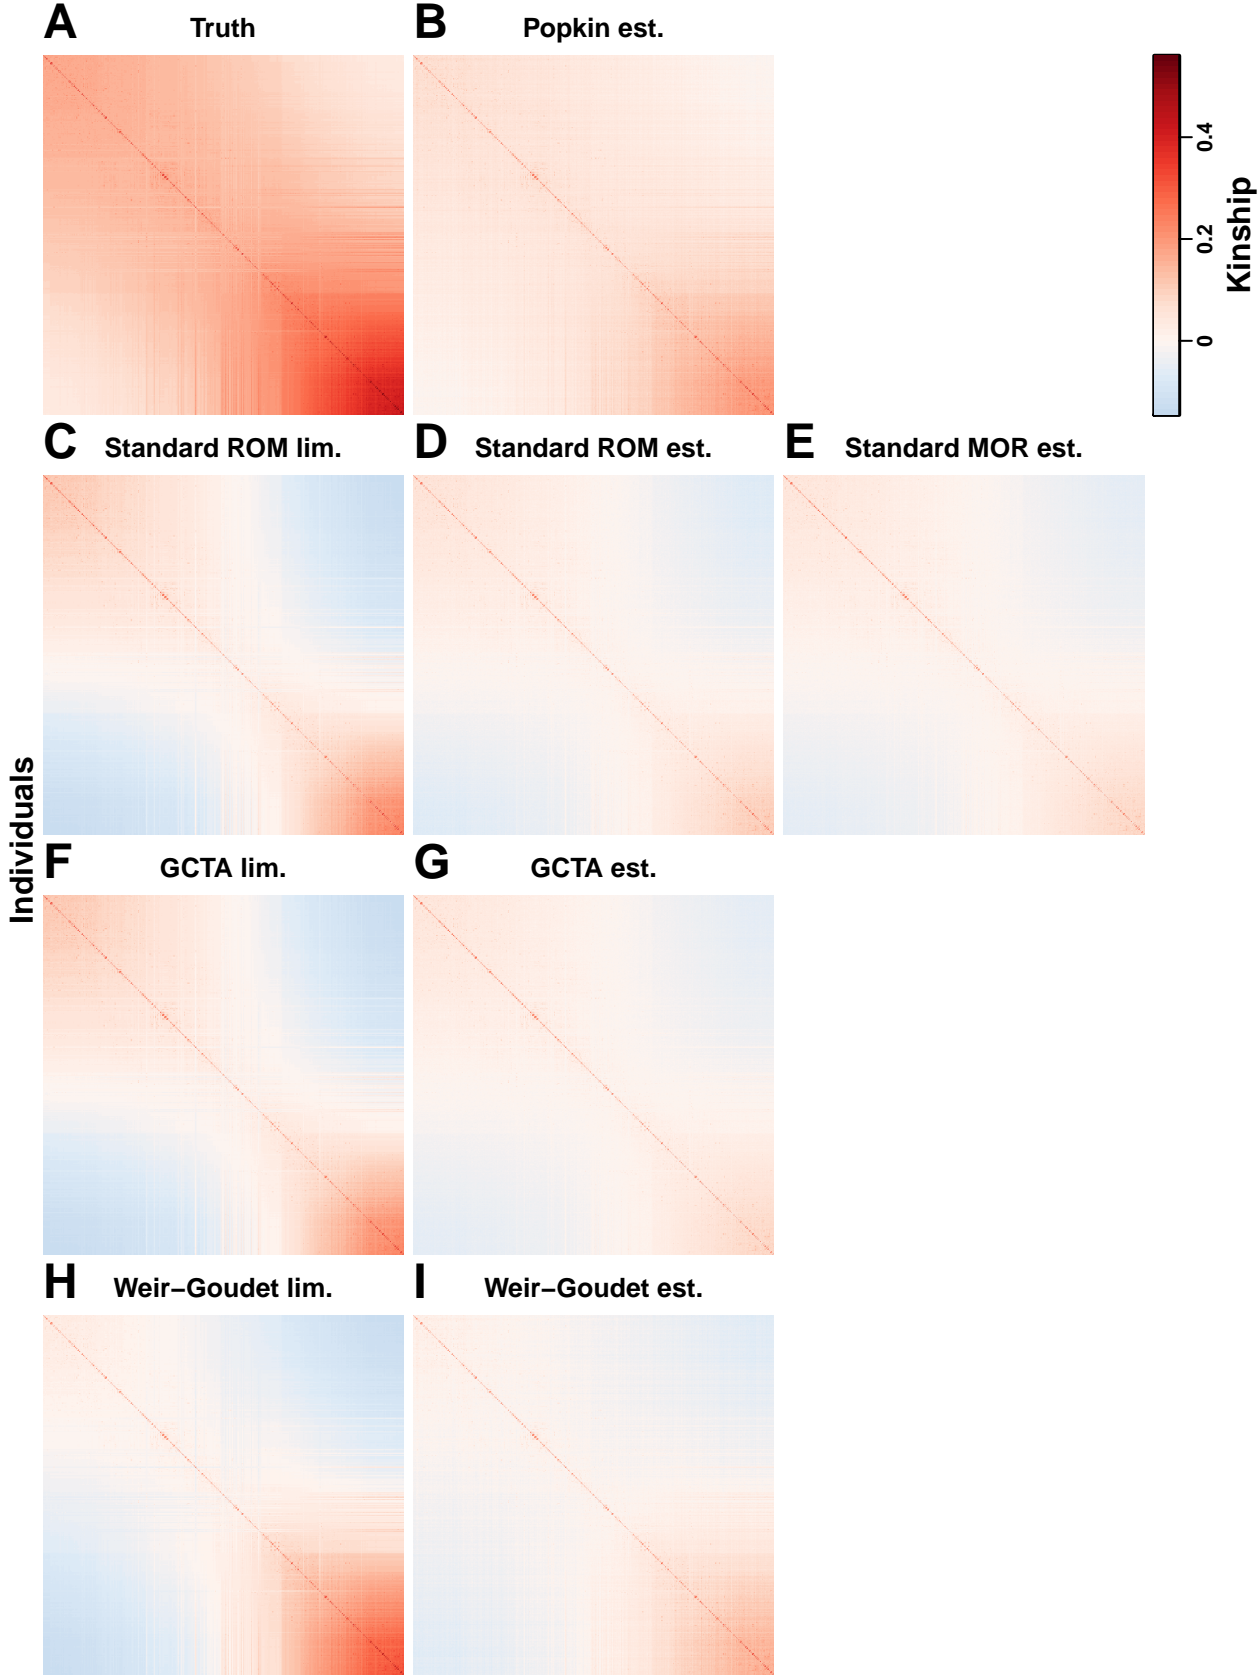 A Truth
B Popkin est.
0.4
0.2
0
Kinship
C Standard ROM lim.
D Standard ROM est.
E Standard MOR est.
Individuals
F GCTA lim.
G GCTA est.
H Weir−Goudet lim.
I Weir−Goudet est.